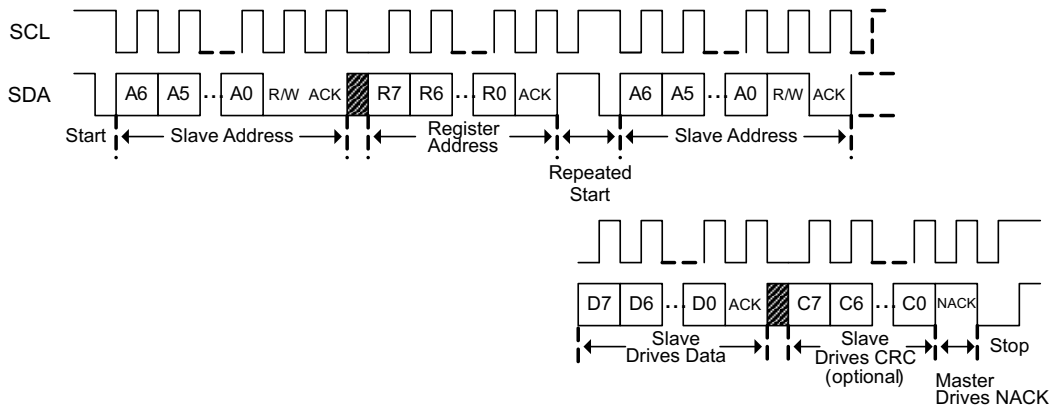 SCL
SDA
A6 A5 ... A0 R/W ACK R7 R6 ... R0 ACK A6 A5 ... A0 R/W ACK
Start Slave Address Register Address Slave Address
Repeated
Start
D7 D6 ... D0 ACK C7 C6 ... C0 NACK
Slave
Drives Data
Slave
Drives CRC
(optional)
Stop
Master
Drives NACK